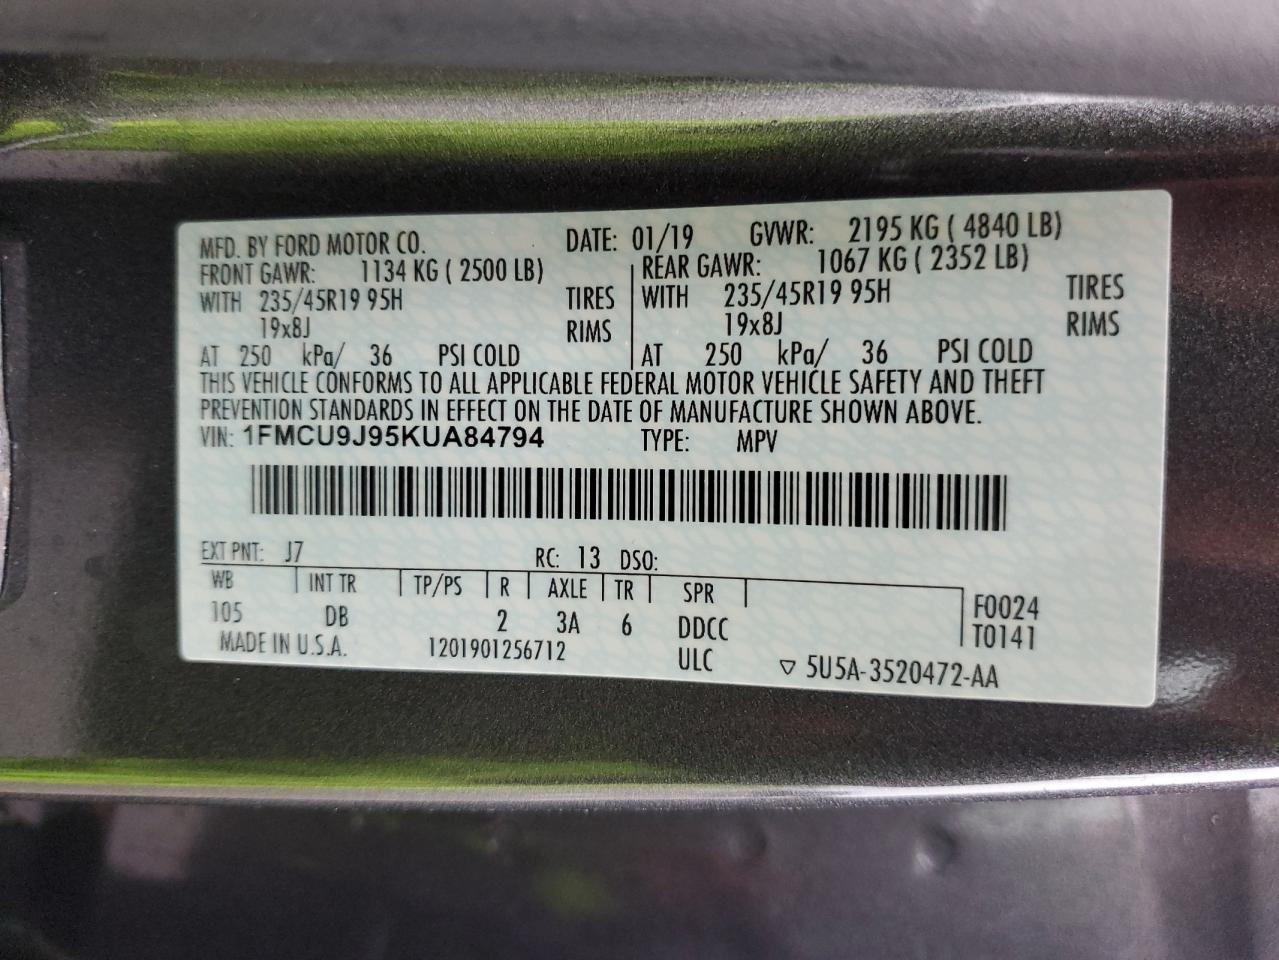 MFD. BY FORD MOTOR CO. DATE: 01/19 GVWR: 2195 KG ( 4840 LB)
FRONT GAWR: 1134 KG ( 2500 LB) REAR GAWR: 1067 KG ( 2352 LB)
WITH 235/45R19 95H TIRES WITH 235/45R19 95H TIRES
19x8J RIMS 19x8J RIMS
AT 250 kPa/ 36 PSI COLD AT 250 kPa/ 36 PSI COLD
THIS VEHICLE CONFORMS TO ALL APPLICABLE FEDERAL MOTOR VEHICLE SAFETY AND THEFT
PREVENTION STANDARDS IN EFFECT ON THE DATE OF MANUFACTURE SHOWN ABOVE.
VIN: 1FMCU9J95KUA84794 TYPE: MPV
EXT PNT: J7 RC: 13 DSO:
WB INT TR TP/PS R AXLE TR SPR F0024
105 DB 2 3A 6 DDCC T0141
MADE IN U.S.A. 1201901256712 ULC ▽ 5U5A-3520472-AA